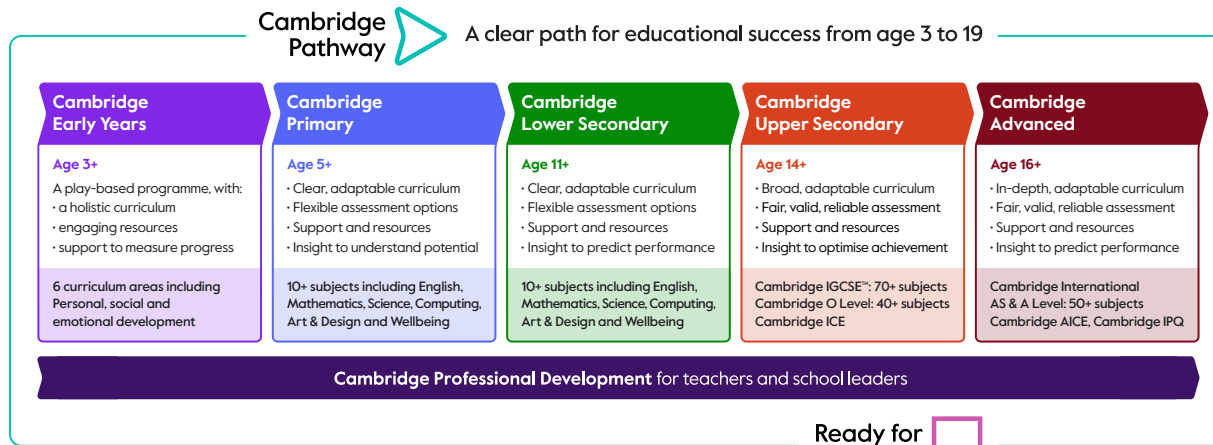 Cambridge
Pathway
A clear path for educational success from age 3 to 19
Cambridge
Early Years
Age 3+
A play-based programme, with:
· a holistic curriculum
· engaging resources
· support to measure progress
6 curriculum areas including
Personal, social and
emotional development
Cambridge
Primary
Age 5+
· Clear, adaptable curriculum
· Flexible assessment options
· Support and resources
· Insight to understand potential
10+ subjects including English,
Mathematics, Science, Computing,
Art & Design and Wellbeing
Cambridge
Lower Secondary
Age 11+
· Clear, adaptable curriculum
· Flexible assessment options
· Support and resources
· Insight to predict performance
10+ subjects including English,
Mathematics, Science, Computing,
Art & Design and Wellbeing
Cambridge
Upper Secondary
Age 14+
· Broad, adaptable curriculum
· Fair, valid, reliable assessment
· Support and resources
· Insight to optimise achievement
Cambridge IGCSE™: 70+ subjects
Cambridge O Level: 40+ subjects
Cambridge ICE
Cambridge
Advanced
Age 16+
· In-depth, adaptable curriculum
· Fair, valid, reliable assessment
· Support and resources
· Insight to predict performance
Cambridge International
AS & A Level: 50+ subjects
Cambridge AICE, Cambridge IPQ
Cambridge Professional Development for teachers and school leaders
Ready for